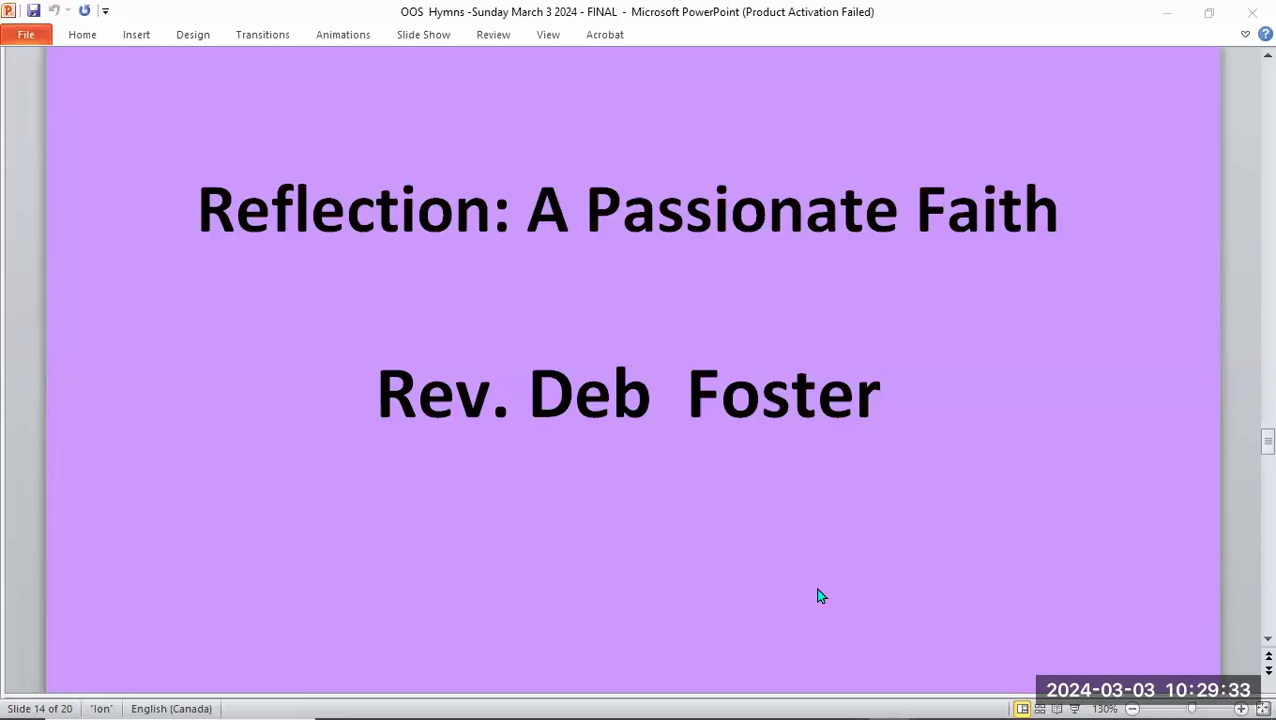 OOS  Hymns -Sunday March 3 2024 - FINAL  -  Microsoft PowerPoint (Product Activation Failed)
File Home Insert Design Transitions Animations Slide Show Review View Acrobat
Reflection: A Passionate Faith
Rev. Deb  Foster
2024-03-03 10:29:33
Slide 14 of 20 "Ion" English (Canada) 130%